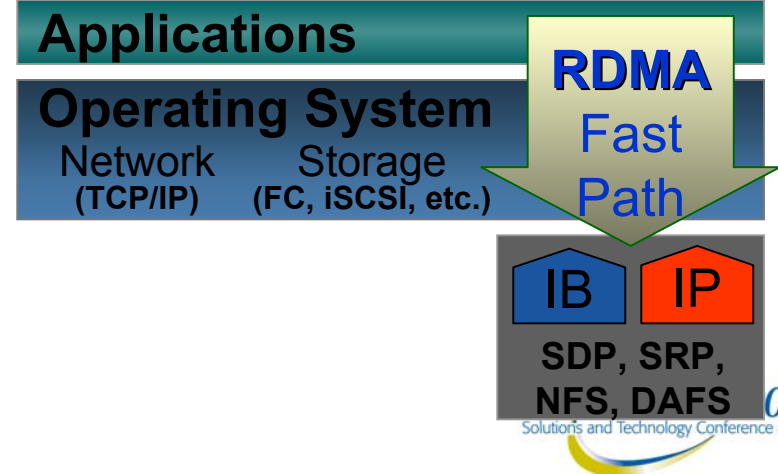 Applications
RDMA
Fast
Path
Operating System
Network Storage
(TCP/IP) (FC, iSCSI, etc.)
IB IP
SDP, SRP,
NFS, DAFS
Solutions and Technology Conference